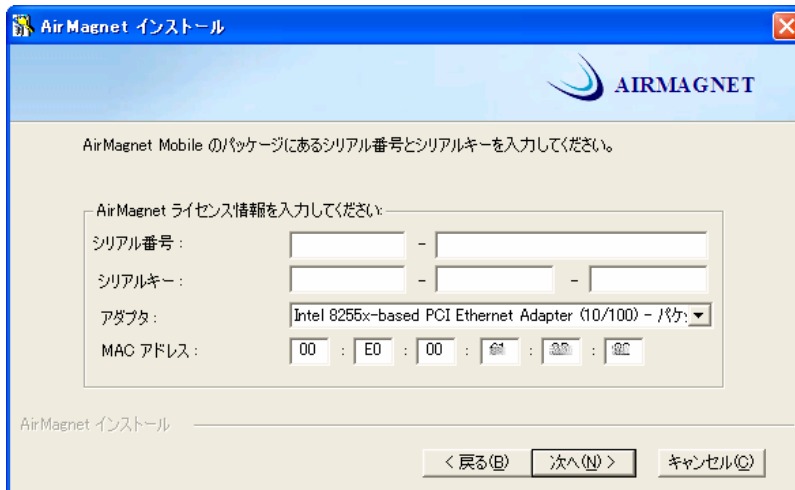 AirMagnet インストール
AIRMAGNET
AirMagnet Mobile のパッケージにあるシリアル番号とシリアルキーを入力してください。
AirMagnet ライセンス情報を入力してください:
シリアル番号 : -
シリアルキー : - -
アダプタ : Intel 8255x-based PCI Ethernet Adapter (10/100) - パケ
MAC アドレス : 00 : E0 : 00 : : :
AirMagnet インストール
< 戻る(B) 次へ(N) > キャンセル(C)